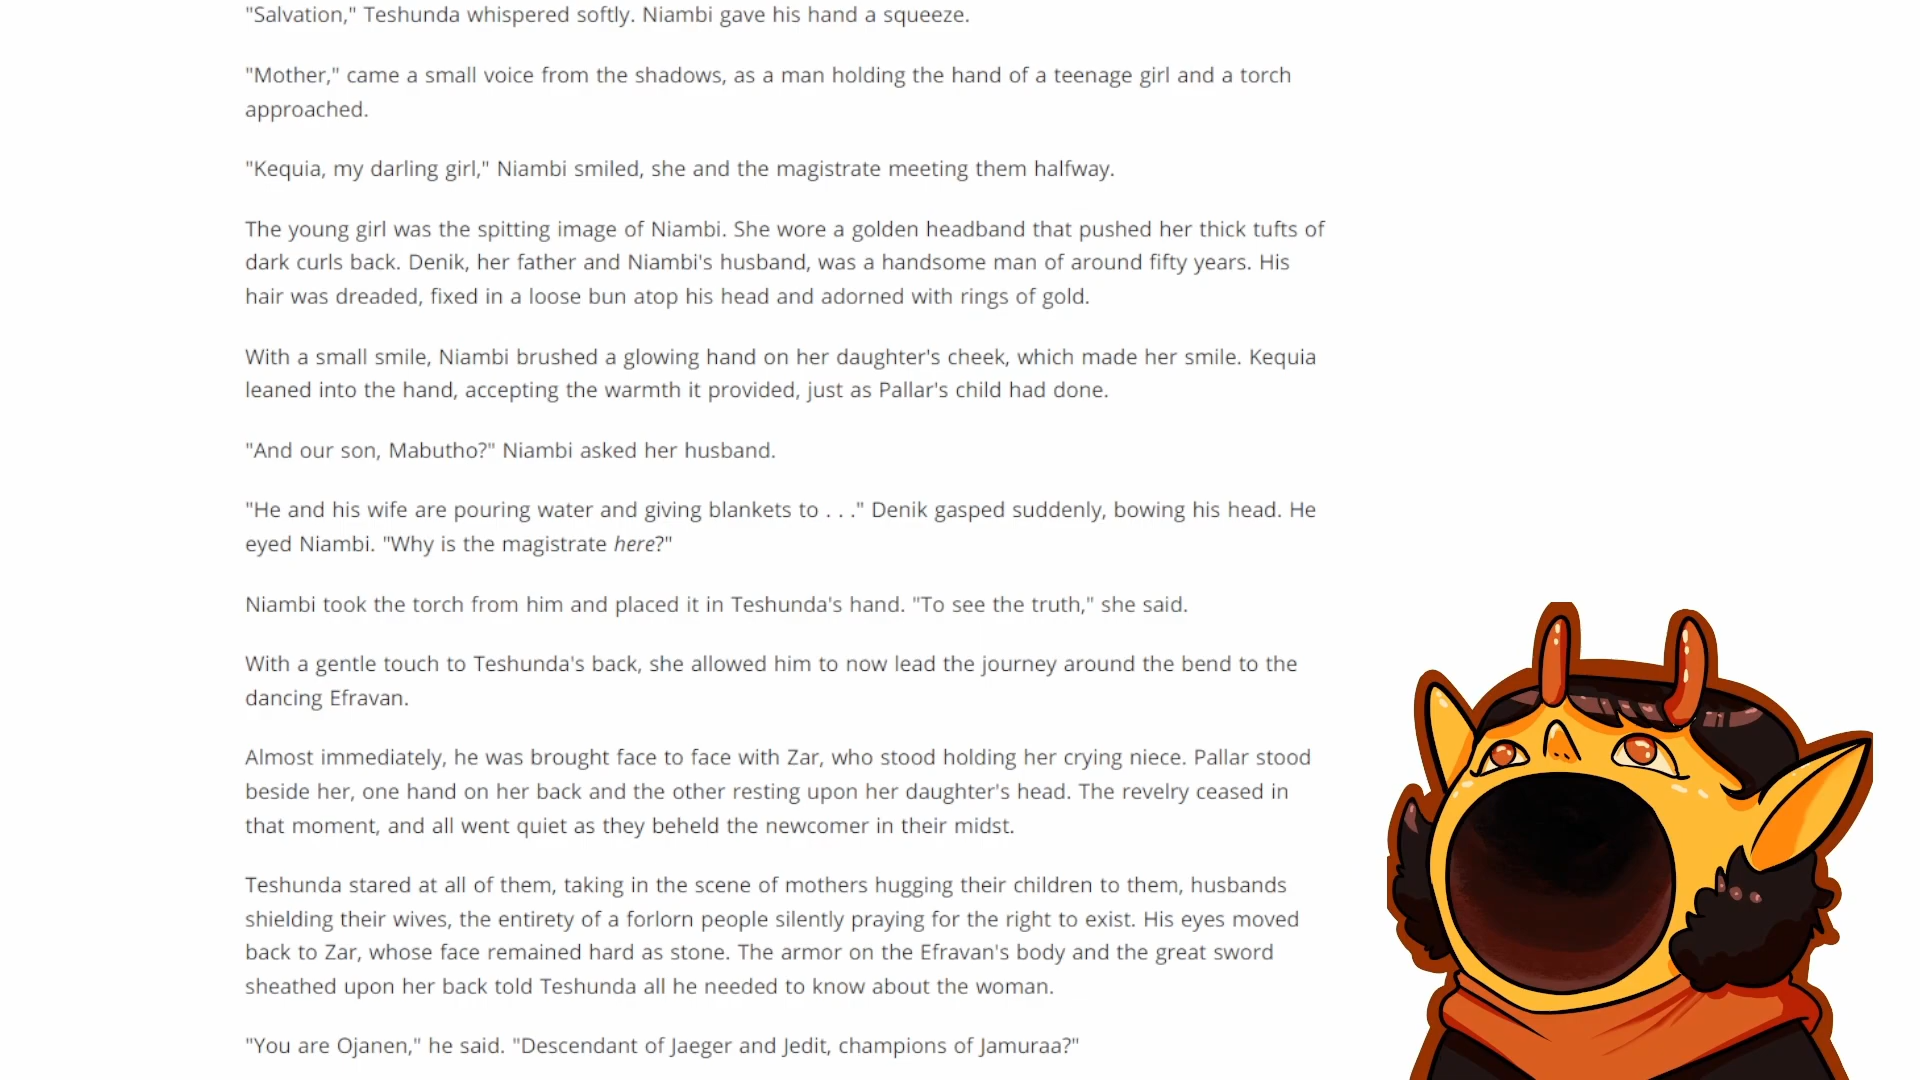 "Salvation," Teshunda whispered softly. Niambi gave his hand a squeeze.
"Mother," came a small voice from the shadows, as a man holding the hand of a teenage girl and a torch
approached.
"Kequia, my darling girl," Niambi smiled, she and the magistrate meeting them halfway.
The young girl was the spitting image of Niambi. She wore a golden headband that pushed her thick tufts of
dark curls back. Denik, her father and Niambi's husband, was a handsome man of around fifty years. His
hair was dreaded, fixed in a loose bun atop his head and adorned with rings of gold.
With a small smile, Niambi brushed a glowing hand on her daughter's cheek, which made her smile. Kequia
leaned into the hand, accepting the warmth it provided, just as Pallar's child had done.
"And our son, Mabutho?" Niambi asked her husband.
"He and his wife are pouring water and giving blankets to . . ." Denik gasped suddenly, bowing his head. He
eyed Niambi. "Why is the magistrate here?"
Niambi took the torch from him and placed it in Teshunda's hand. "To see the truth," she said.
With a gentle touch to Teshunda's back, she allowed him to now lead the journey around the bend to the
dancing Efravan.
Almost immediately, he was brought face to face with Zar, who stood holding her crying niece. Pallar stood
beside her, one hand on her back and the other resting upon her daughter's head. The revelry ceased in
that moment, and all went quiet as they beheld the newcomer in their midst.
Teshunda stared at all of them, taking in the scene of mothers hugging their children to them, husbands
shielding their wives, the entirety of a forlorn people silently praying for the right to exist. His eyes moved
back to Zar, whose face remained hard as stone. The armor on the Efravan's body and the great sword
sheathed upon her back told Teshunda all he needed to know about the woman.
"You are Ojanen," he said. "Descendant of Jaeger and Jedit, champions of Jamuraa?"